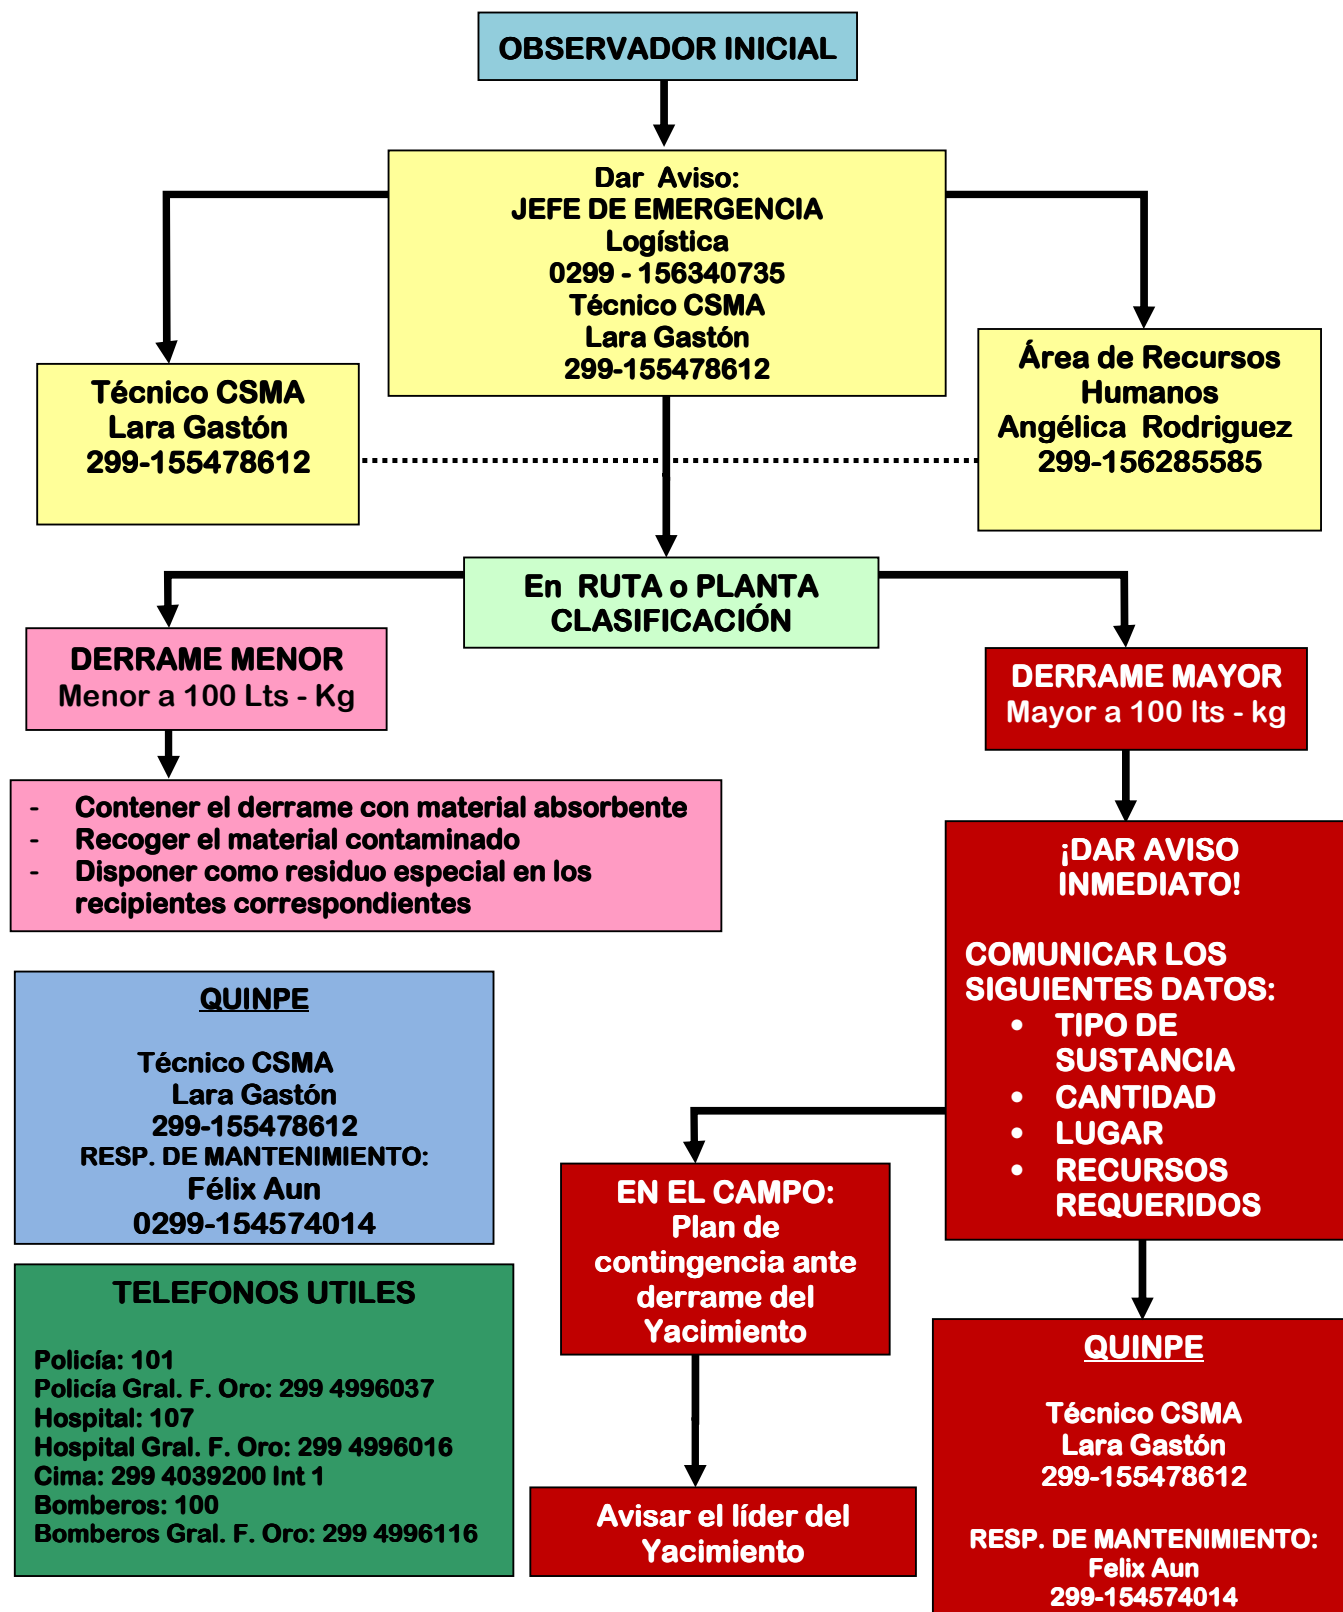 OBSERVADOR INICIAL
Dar Aviso:
JEFE DE EMERGENCIA
Logística
0299 - 156340735
Técnico CSMA
Lara Gastón
299-155478612
Técnico CSMA
Lara Gastón
299-155478612
Área de Recursos
Humanos
Angélica Rodriguez
299-156285585
En RUTA o PLANTA
CLASIFICACIÓN
DERRAME MENOR
Menor a 100 Lts - Kg
- Contener el derrame con material absorbente
- Recoger el material contaminado
- Disponer como residuo especial en los
recipientes correspondientes
DERRAME MAYOR
Mayor a 100 lts - kg
¡DAR AVISO
INMEDIATO!
COMUNICAR LOS
SIGUIENTES DATOS:
• TIPO DE
SUSTANCIA
• CANTIDAD
• LUGAR
• RECURSOS
REQUERIDOS
QUINPE
Técnico CSMA
Lara Gastón
299-155478612
RESP. DE MANTENIMIENTO:
Félix Aun
0299-154574014
EN EL CAMPO:
Plan de
contingencia ante
derrame del
Yacimiento
Avisar el líder del
Yacimiento
TELEFONOS UTILES
Policía: 101
Policía Gral. F. Oro: 299 4996037
Hospital: 107
Hospital Gral. F. Oro: 299 4996016
Cima: 299 4039200 Int 1
Bomberos: 100
Bomberos Gral. F. Oro: 299 4996116
QUINPE
Técnico CSMA
Lara Gastón
299-155478612
RESP. DE MANTENIMIENTO:
Felix Aun
299-154574014